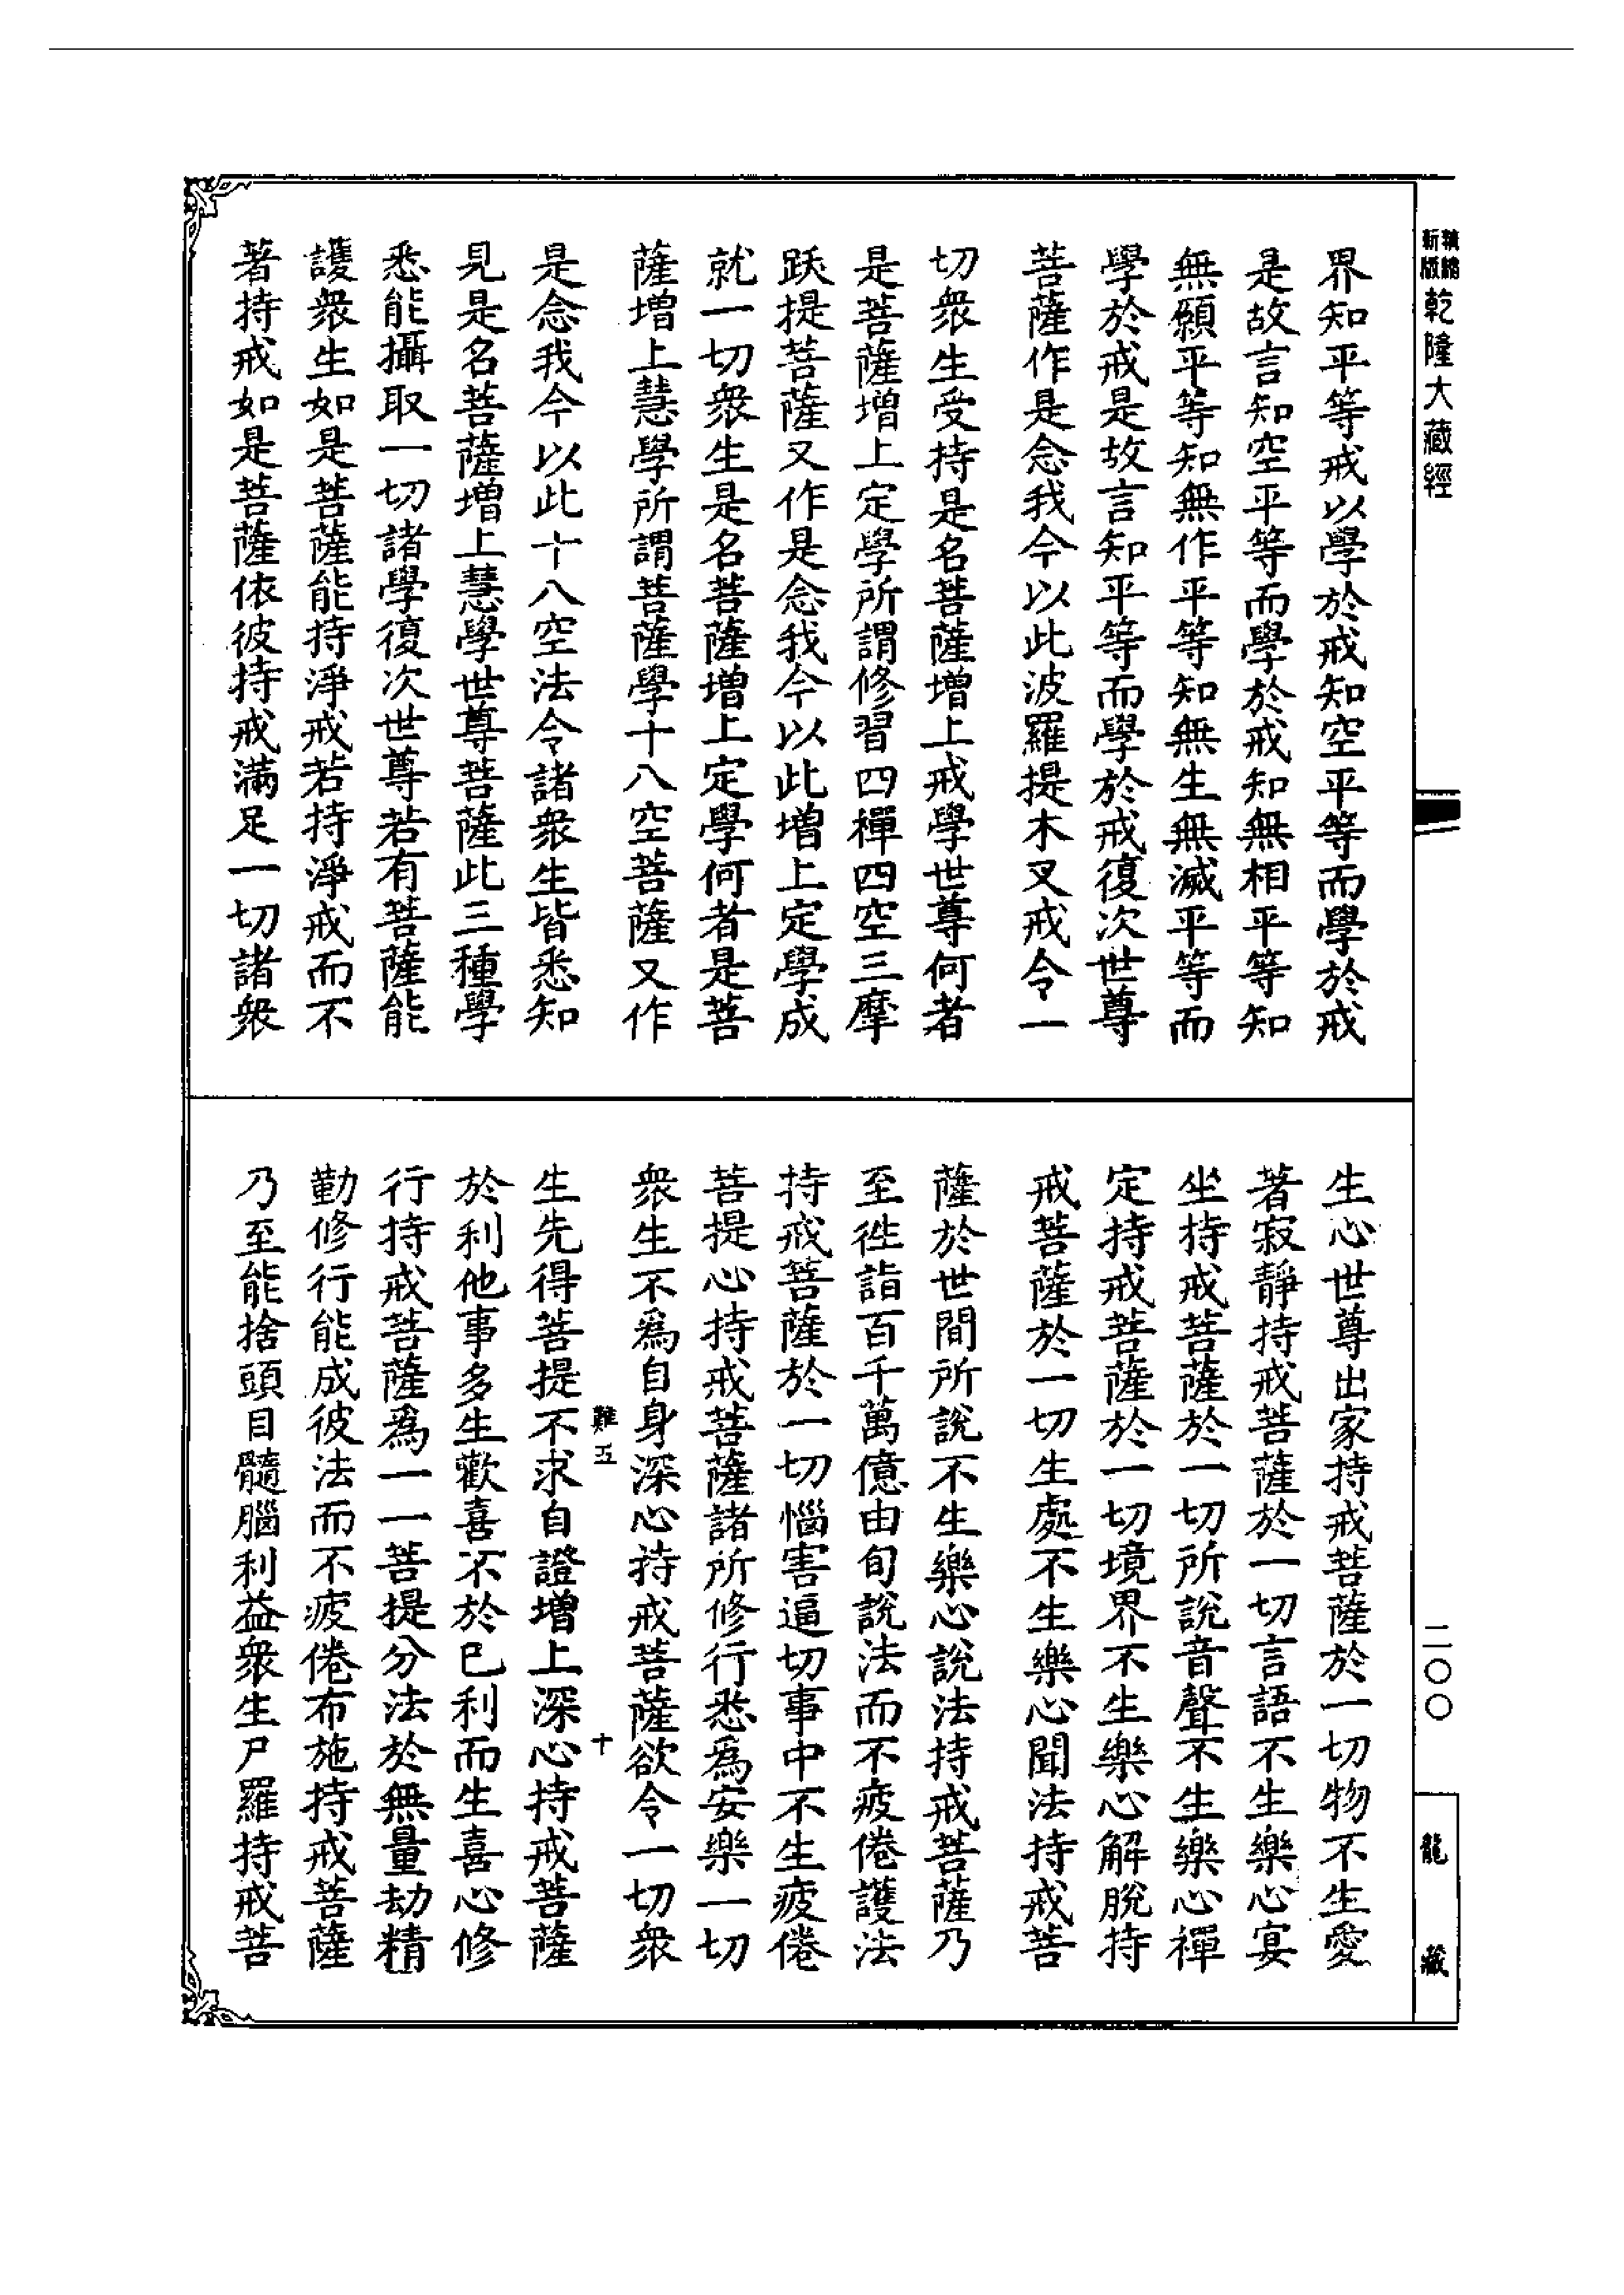 新版
精縮
乾隆大藏經
界知平等戒以學於戒知空平等而學於戒
是故言知空平等而學於戒知無相平等知
無願平等知無作平等知無生無滅平等而
學於戒是故言知平等而學於戒復次世尊
菩薩作是念我今以此波羅提木叉戒令一
切衆生受持是名菩薩增上戒學世尊何者
是菩薩增上定學所謂修習四禪四空三摩
跋提菩薩又作是念我今以此增上定學成
就一切衆生是名菩薩增上定學何者是菩
薩增上慧學所謂菩薩學十八空菩薩又作
是念我今以此十八空法令諸衆生皆悉知
見是名菩薩增上慧學世尊菩薩此三種學
悉能攝取一切諸學復次世尊若有菩薩能
護衆生如是菩薩能持淨戒若持淨戒而不
著持戒如是菩薩依彼持戒滿足一切諸衆
生心世尊出家持戒菩薩於一切物不生愛
著寂靜持戒菩薩於一切言語不生樂心宴
坐持戒菩薩於一切所說音聲不生樂心禪
定持戒菩薩於一切境界不生樂心解脫持
戒菩薩於一切生處不生樂心聞法持戒菩
薩於世間所說不生樂心說法持戒菩薩乃
至徃詣百千萬億由旬說法而不疲倦護法
持戒菩薩於一切惱害逼切事中不生疲倦
菩提心持戒菩薩諸所修行悉爲安樂一切
衆生不爲自身深心持戒菩薩欲令一切衆
難五
十
生先得菩提不求自證增上深心持戒菩薩
於利他事多生歡喜不於已利而生喜心修
行持戒菩薩爲一一菩提分法於無量劫精
勤修行能成彼法而不疲倦布施持戒菩薩
乃至能捨頭目髓腦利益衆生尸羅持戒菩
二〇〇
龍藏